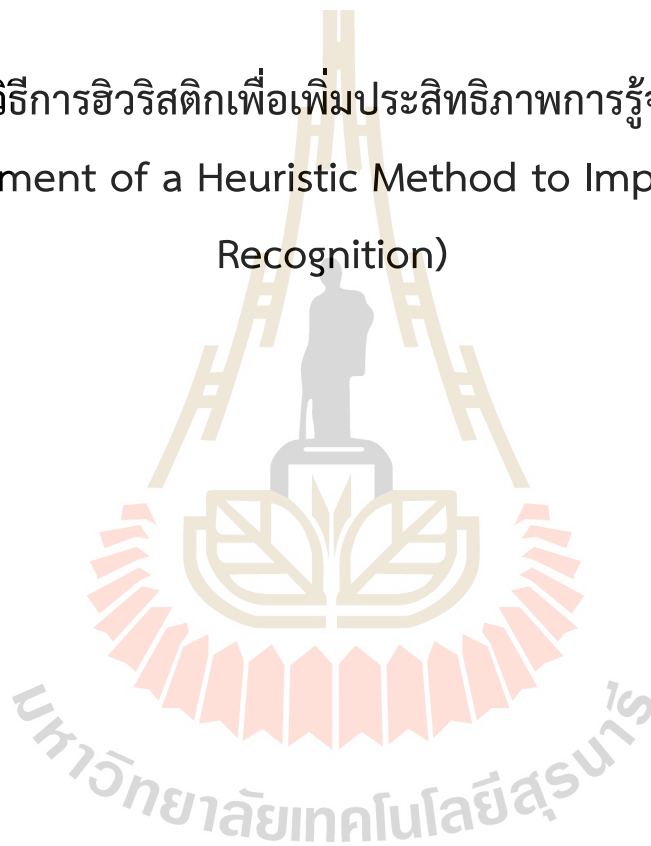 วิธีการฮิวริสติกเพื่อเพิ่มประสิทธิภาพการรู้จ
ment of a Heuristic Method to Imp
Recognition)
มหาวิทยาลัยเทคโนโลยีสุรนารี